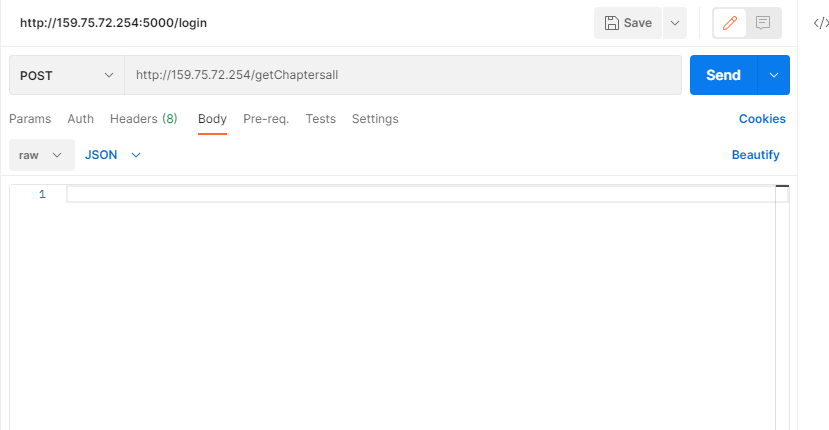 http://159.75.72.254:5000/login Save
POST http://159.75.72.254/getChaptersall Send
Params Auth Headers (8) Body Pre-req. Tests Settings Cookies
raw JSON Beautify
1